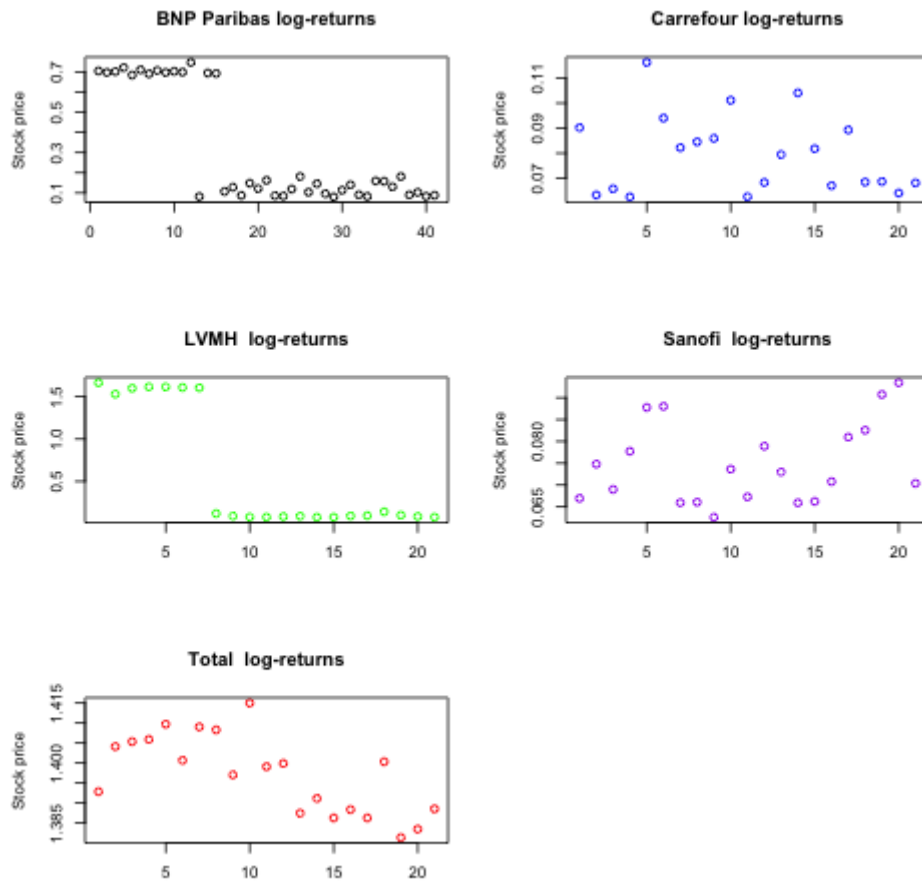 BNP Paribas log-returns
Stock price
0.1 0.3 0.5 0.7
0 10 20 30 40
Carrefour log-returns
Stock price
0.07 0.09 0.11
5 10 15 20
LVMH  log-returns
Stock price
0.5 1.0 1.5
5 10 15 20
Sanofi  log-returns
Stock price
0.065 0.080
5 10 15 20
Total  log-returns
Stock price
1.385 1.400 1.415
5 10 15 20